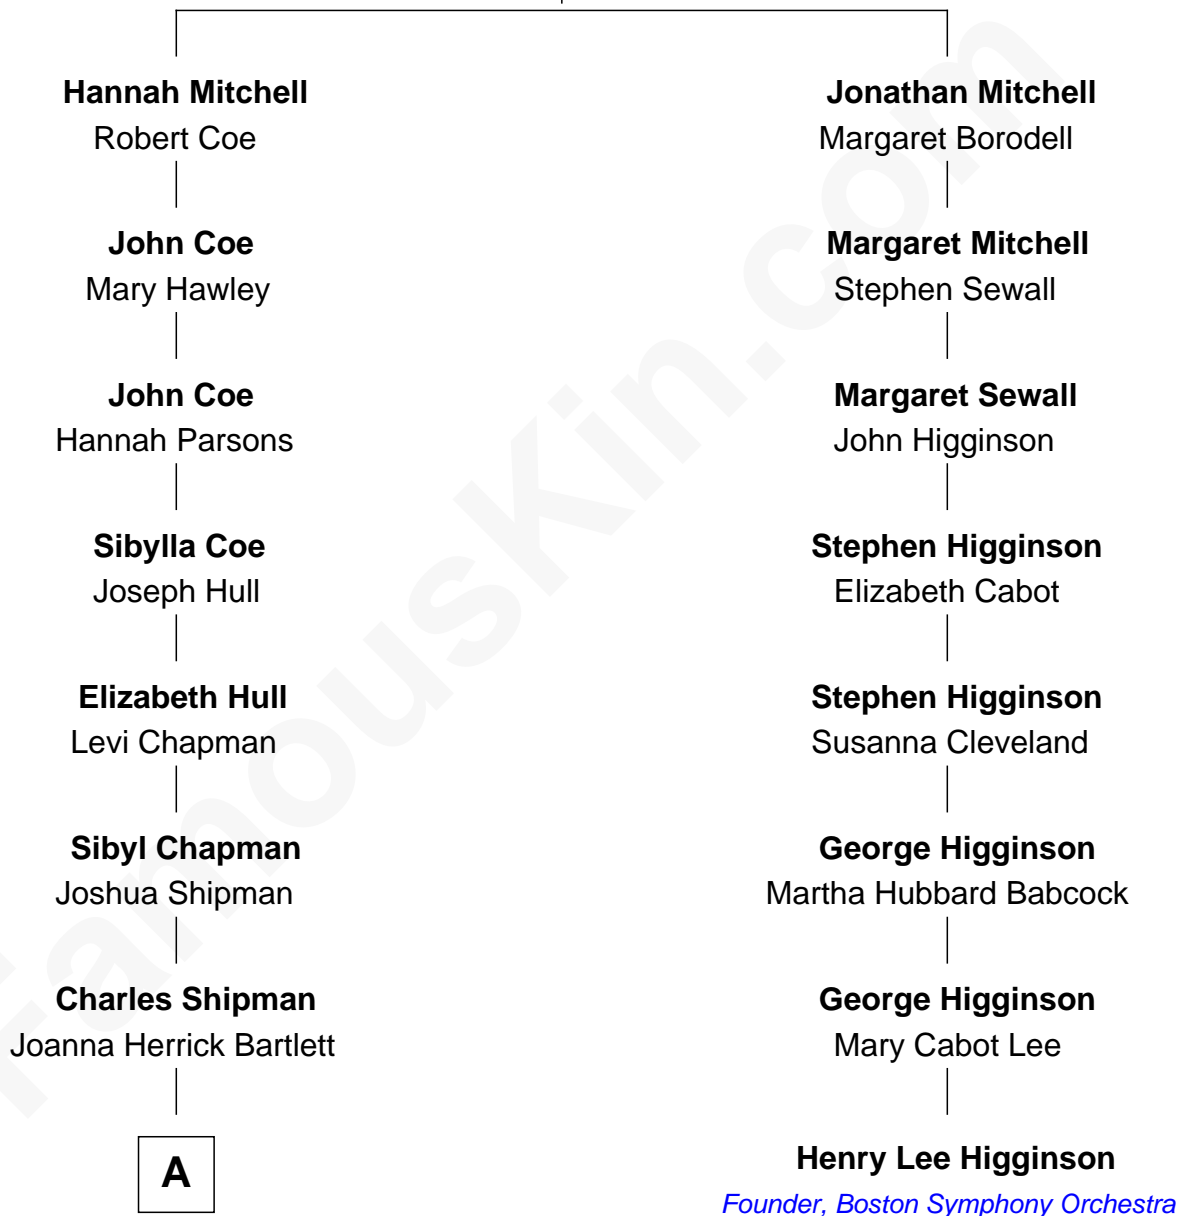 Hannah Mitchell
Robert Coe
John Coe
Mary Hawley
John Coe
Hannah Parsons
Sibylla Coe
Joseph Hull
Elizabeth Hull
Levi Chapman
Sibyl Chapman
Joshua Shipman
Charles Shipman
Joanna Herrick Bartlett
A
Jonathan Mitchell
Margaret Borodell
Margaret Mitchell
Stephen Sewall
Margaret Sewall
John Higginson
Stephen Higginson
Elizabeth Cabot
Stephen Higginson
Susanna Cleveland
George Higginson
Martha Hubbard Babcock
George Higginson
Mary Cabot Lee
Henry Lee Higginson
Founder, Boston Symphony Orchestra
FamousKin.com